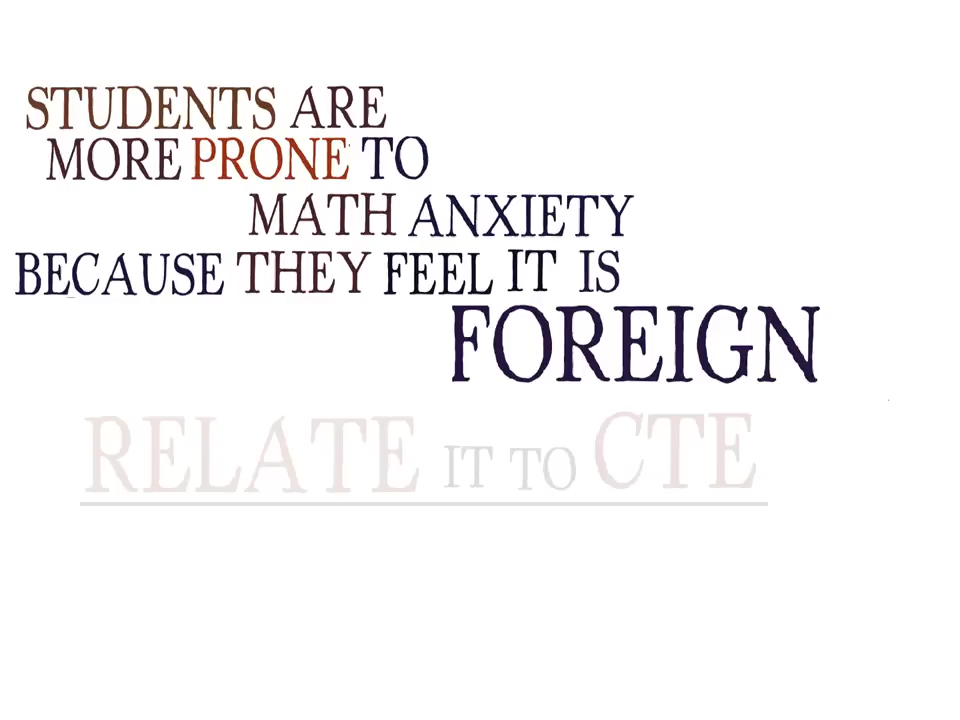 STUDENTS ARE
MORE PRONE TO
MATH ANXIETY
BECAUSE THEY FEEL IT IS
FOREIGN
RELATE IT TO CTE